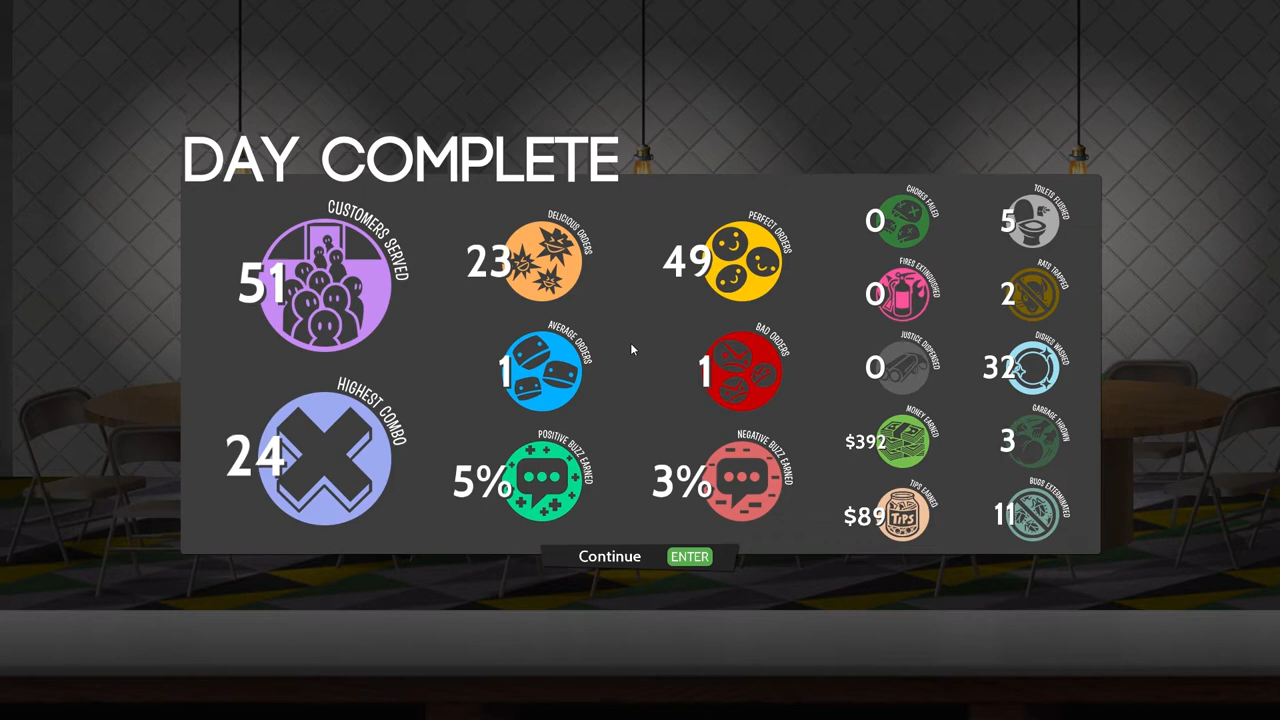 DAY COMPLETE
CUSTOMERS SERVED
51
HIGHEST COMBO
24
DELICIOUS ORDERS
23
PERFECT ORDERS
49
AVERAGE ORDERS
1
BAD ORDERS
1
POSITIVE BUZZ EARNED
5%
NEGATIVE BUZZ EARNED
3%
CHORES FAILED
0
TOILETS FLUSHED
5
FIRES EXTINGUISHED
0
RATS TRAPPED
2
JUSTICE DISPENSED
0
DISHES WASHED
32
MONEY EARNED
$392
GARBAGE THROWN
3
TIPS EARNED
$89
TIPS
BUGS EXTERMINATED
11
Continue ENTER